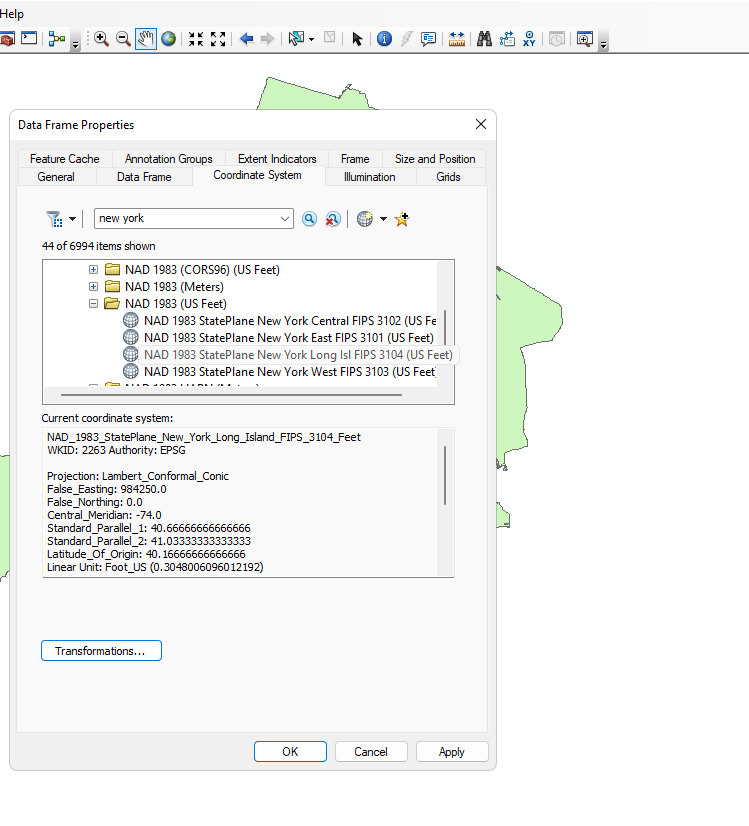 Help
XY
Data Frame Properties
Feature Cache Annotation Groups Extent Indicators Frame Size and Position
General Data Frame Coordinate System Illumination Grids
new york
44 of 6994 items shown
NAD 1983 (CORS96) (US Feet)
NAD 1983 (Meters)
NAD 1983 (US Feet)
NAD 1983 StatePlane New York Central FIPS 3102 (US Fe
NAD 1983 StatePlane New York East FIPS 3101 (US Feet)
NAD 1983 StatePlane New York Long Isl FIPS 3104 (US Feet)
NAD 1983 StatePlane New York West FIPS 3103 (US Feet
Current coordinate system:
NAD_1983_StatePlane_New_York_Long_Island_FIPS_3104_Feet
WKID: 2263 Authority: EPSG
Projection: Lambert_Conformal_Conic
False_Easting: 984250.0
False_Northing: 0.0
Central_Meridian: -74.0
Standard_Parallel_1: 40.66666666666666
Standard_Parallel_2: 41.03333333333333
Latitude_Of_Origin: 40.16666666666666
Linear Unit: Foot_US (0.3048006096012192)
Transformations...
OK Cancel Apply